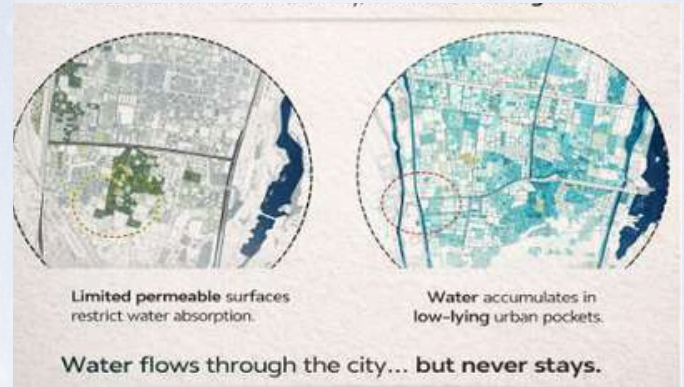 Limited permeable surfaces
restrict water absorption.
Water accumulates in
low-lying urban pockets.
Water flows through the city... but never stays.